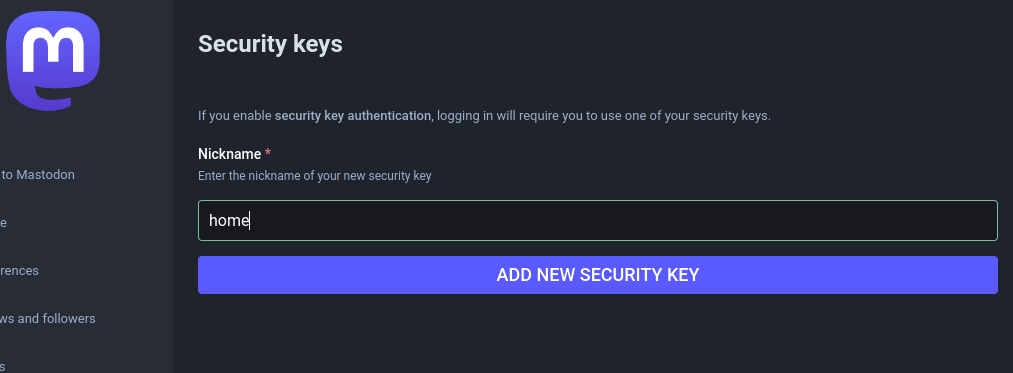 Security keys
If you enable security key authentication, logging in will require you to use one of your security keys.
Nickname *
Enter the nickname of your new security key
home
ADD NEW SECURITY KEY
to Mastodon
e
rences
ws and followers
s